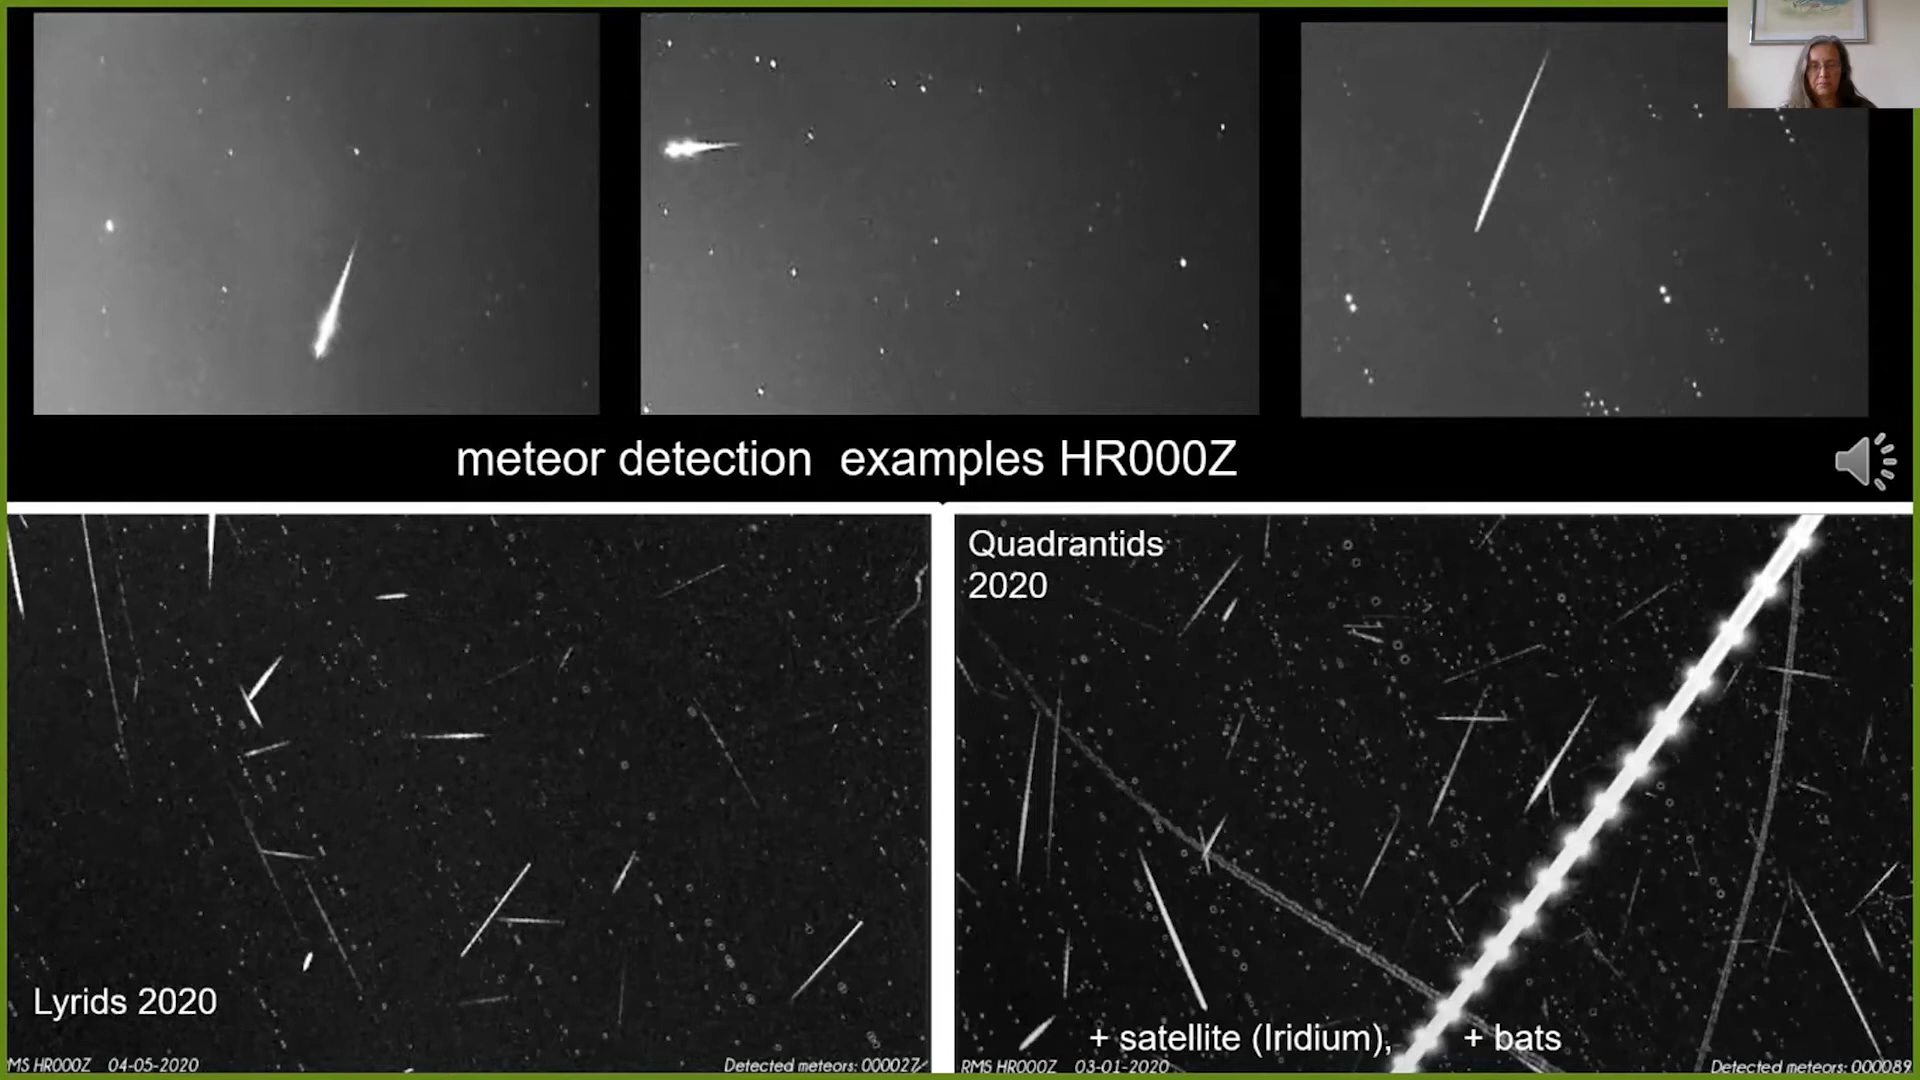 meteor detection examples HR000Z
Quadrantids
2020
Lyrids 2020
+ satellite (Iridium), + bats
MS HR000Z 04-05-2020 Detected meteors: 000027
RMS HR000Z 03-01-2020 Detected meteors: 000089